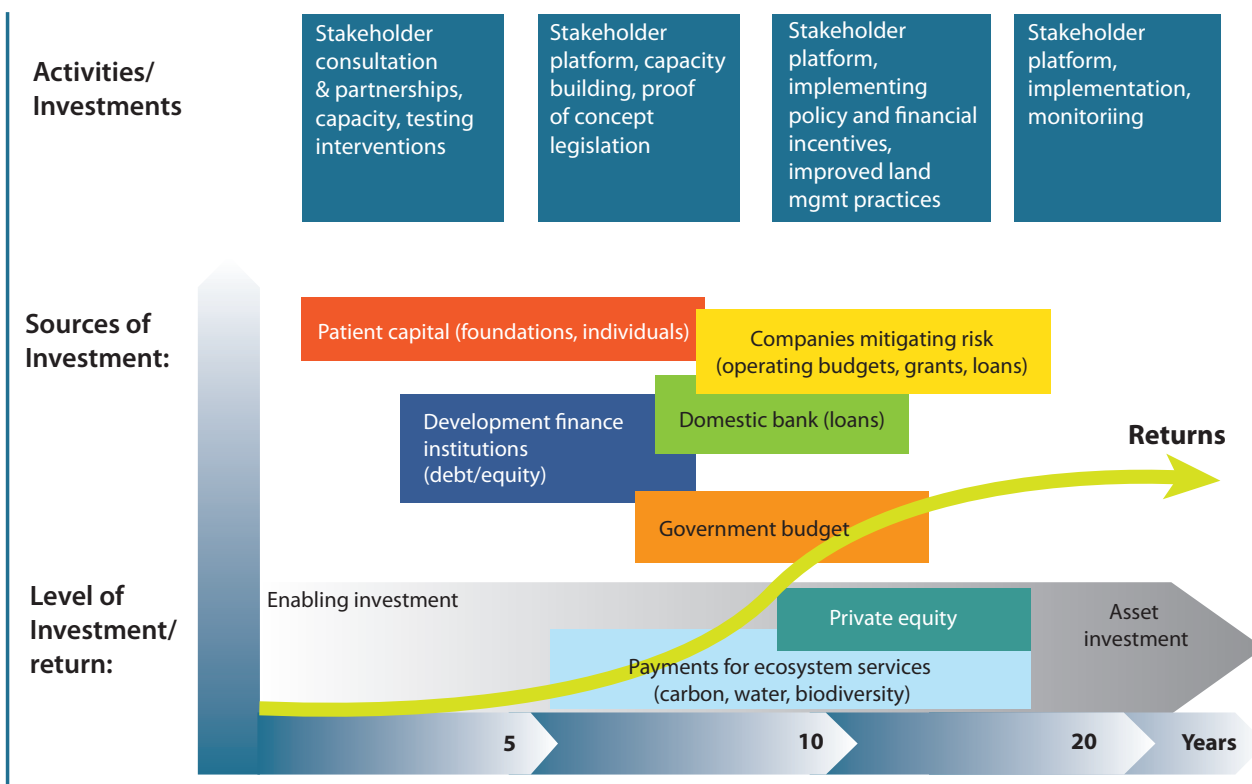 Activities/
Investments
Stakeholder
consultation
& partnerships,
capacity, testing
interventions
Stakeholder
platform, capacity
building, proof
of concept
legislation
Stakeholder
platform,
implementing
policy and financial
incentives,
improved land
mgmt practices
Stakeholder
platform,
implementation,
monitoriing
Sources of
Investment:
Patient capital (foundations, individuals)
Companies mitigating risk
(operating budgets, grants, loans)
Development finance
institutions
(debt/equity)
Domestic bank (loans)
Returns
Government budget
Level of
Investment/
return:
Enabling investment
Private equity
Asset
investment
Payments for ecosystem services
(carbon, water, biodiversity)
5
10
20
Years